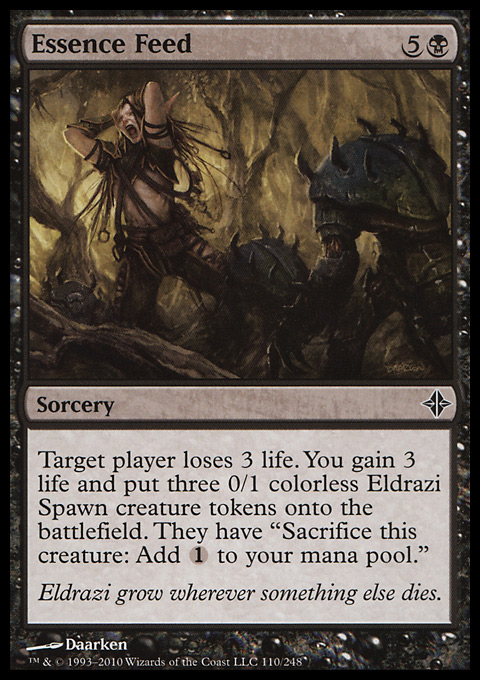 Essence Feed 5
Sorcery
Target player loses 3 life. You gain 3
life and put three 0/1 colorless Eldrazi
Spawn creature tokens onto the
battlefield. They have “Sacrifice this
creature: Add 1 to your mana pool.”
Eldrazi grow wherever something else dies.
Daarken
™ & © 1993–2010 Wizards of the Coast LLC 110/248